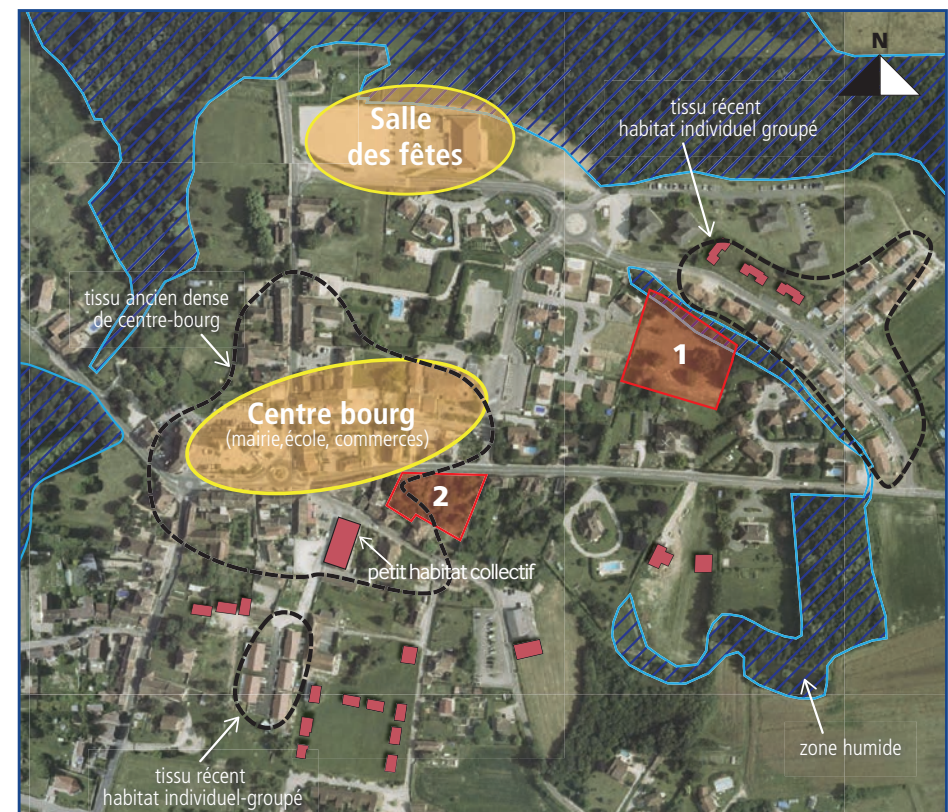 N
Salle
des fêtes
tissu récent
habitat individuel groupé
tissu ancien dense
de centre-bourg
1
Centre bourg
(mairie,école, commerces)
2
petit habitat collectif
zone humide
tissu récent
habitat individuel-groupé